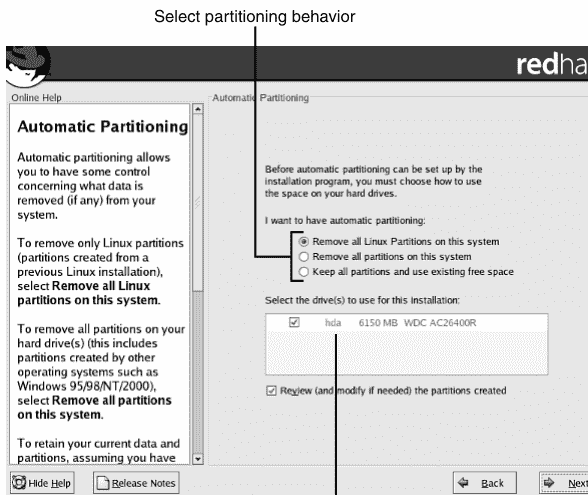 Select partitioning behavior
redha
Online Help
Automatic Partitioning
Automatic partitioning allows
you to have some control
concerning what data is
removed (if any) from your
system.
To remove only Linux partitions
(partitions created from a
previous Linux installation),
select Remove all Linux
partitions on this system.
To remove all partitions on your
hard drive(s) (this includes
partitions created by other
operating systems such as
Windows 95/98/NT/2000),
select Remove all partitions
on this system.
To retain your current data and
partitions, assuming you have
Automatic Partitioning
Before automatic partitioning can be set up by the
installation program, you must choose how to use
the space on your hard drives.
I want to have automatic partitioning:
Remove all Linux Partitions on this system
Remove all partitions on this system
Keep all partitions and use existing free space
Select the drive(s) to use for this installation:
hda 6150 MB WDC AC26400R
Review (and modify if needed) the partitions created
Hide Help
Release Notes
Back
Next